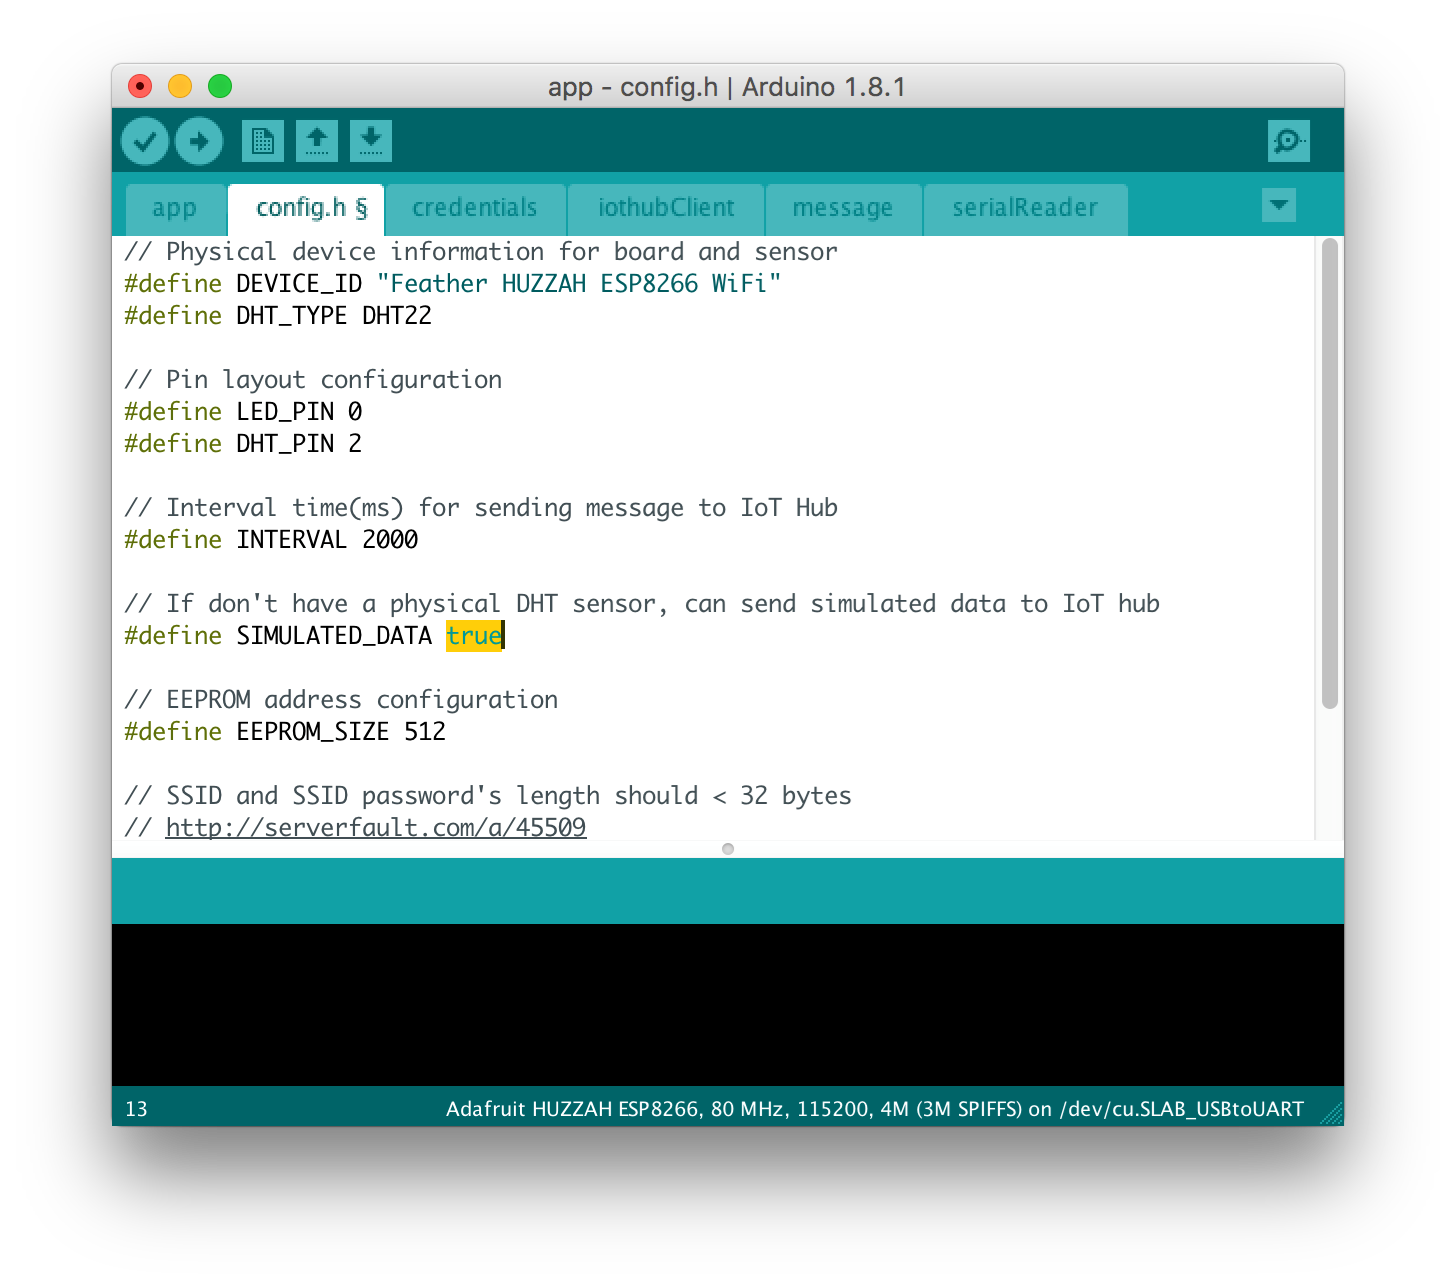 app - config.h | Arduino 1.8.1
app config.h § credentials iothubClient message serialReader
// Physical device information for board and sensor
#define DEVICE_ID "Feather HUZZAH ESP8266 WiFi"
#define DHT_TYPE DHT22
// Pin layout configuration
#define LED_PIN 0
#define DHT_PIN 2
// Interval time(ms) for sending message to IoT Hub
#define INTERVAL 2000
// If don't have a physical DHT sensor, can send simulated data to IoT hub
#define SIMULATED_DATA true
// EEPROM address configuration
#define EEPROM_SIZE 512
// SSID and SSID password's length should < 32 bytes
// http://serverfault.com/a/45509
13 Adafruit HUZZAH ESP8266, 80 MHz, 115200, 4M (3M SPIFFS) on /dev/cu.SLAB_USBtoUART